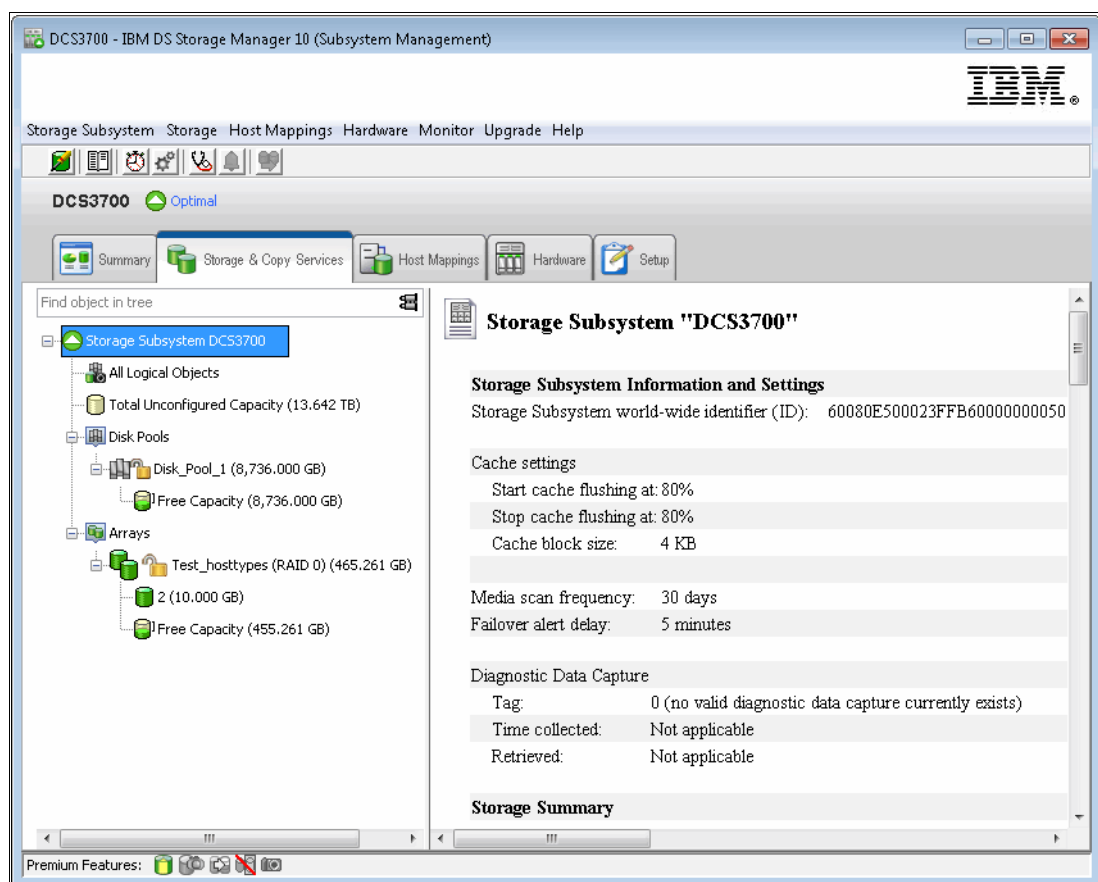 DCS3700 - IBM DS Storage Manager 10 (Subsystem Management)
IBM®
Storage Subsystem Storage Host Mappings Hardware Monitor Upgrade Help
DCS3700 Optimal
Summary Storage & Copy Services Host Mappings Hardware Setup
Find object in tree
Storage Subsystem DCS3700
All Logical Objects
Total Unconfigured Capacity (13.642 TB)
Disk Pools
Disk_Pool_1 (8,736.000 GB)
Free Capacity (8,736.000 GB)
Arrays
Test_hosttypes (RAID 0) (465.261 GB)
2 (10.000 GB)
Free Capacity (455.261 GB)
Storage Subsystem "DCS3700"
Storage Subsystem Information and Settings
Storage Subsystem world-wide identifier (ID): 60080E500023FFB60000000050
Cache settings
Start cache flushing at: 80%
Stop cache flushing at: 80%
Cache block size: 4 KB
Media scan frequency: 30 days
Failover alert delay: 5 minutes
Diagnostic Data Capture
Tag: 0 (no valid diagnostic data capture currently exists)
Time collected: Not applicable
Retrieved: Not applicable
Storage Summary
Premium Features: